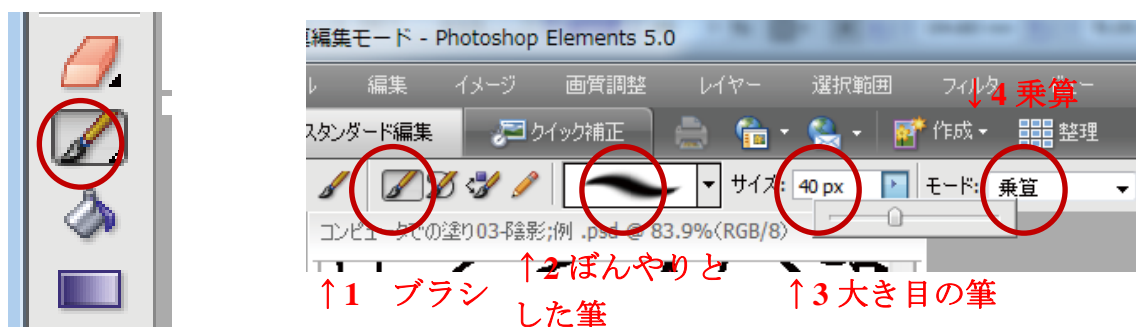 編集モード - Photoshop Elements 5.0
編集 イメージ 画質調整 レイヤー 選択範囲 フィルタ
↓4 乗算
スタンダード編集 クイック補正 作成 整理
サイズ: 40 px モード: 乗算
コンピュータでの塗り03-陰影;例 .psd @ 83.9%(RGB/8)
↑1 ブラシ
↑2 ぼんやりと
した筆
↑3 大き目の筆